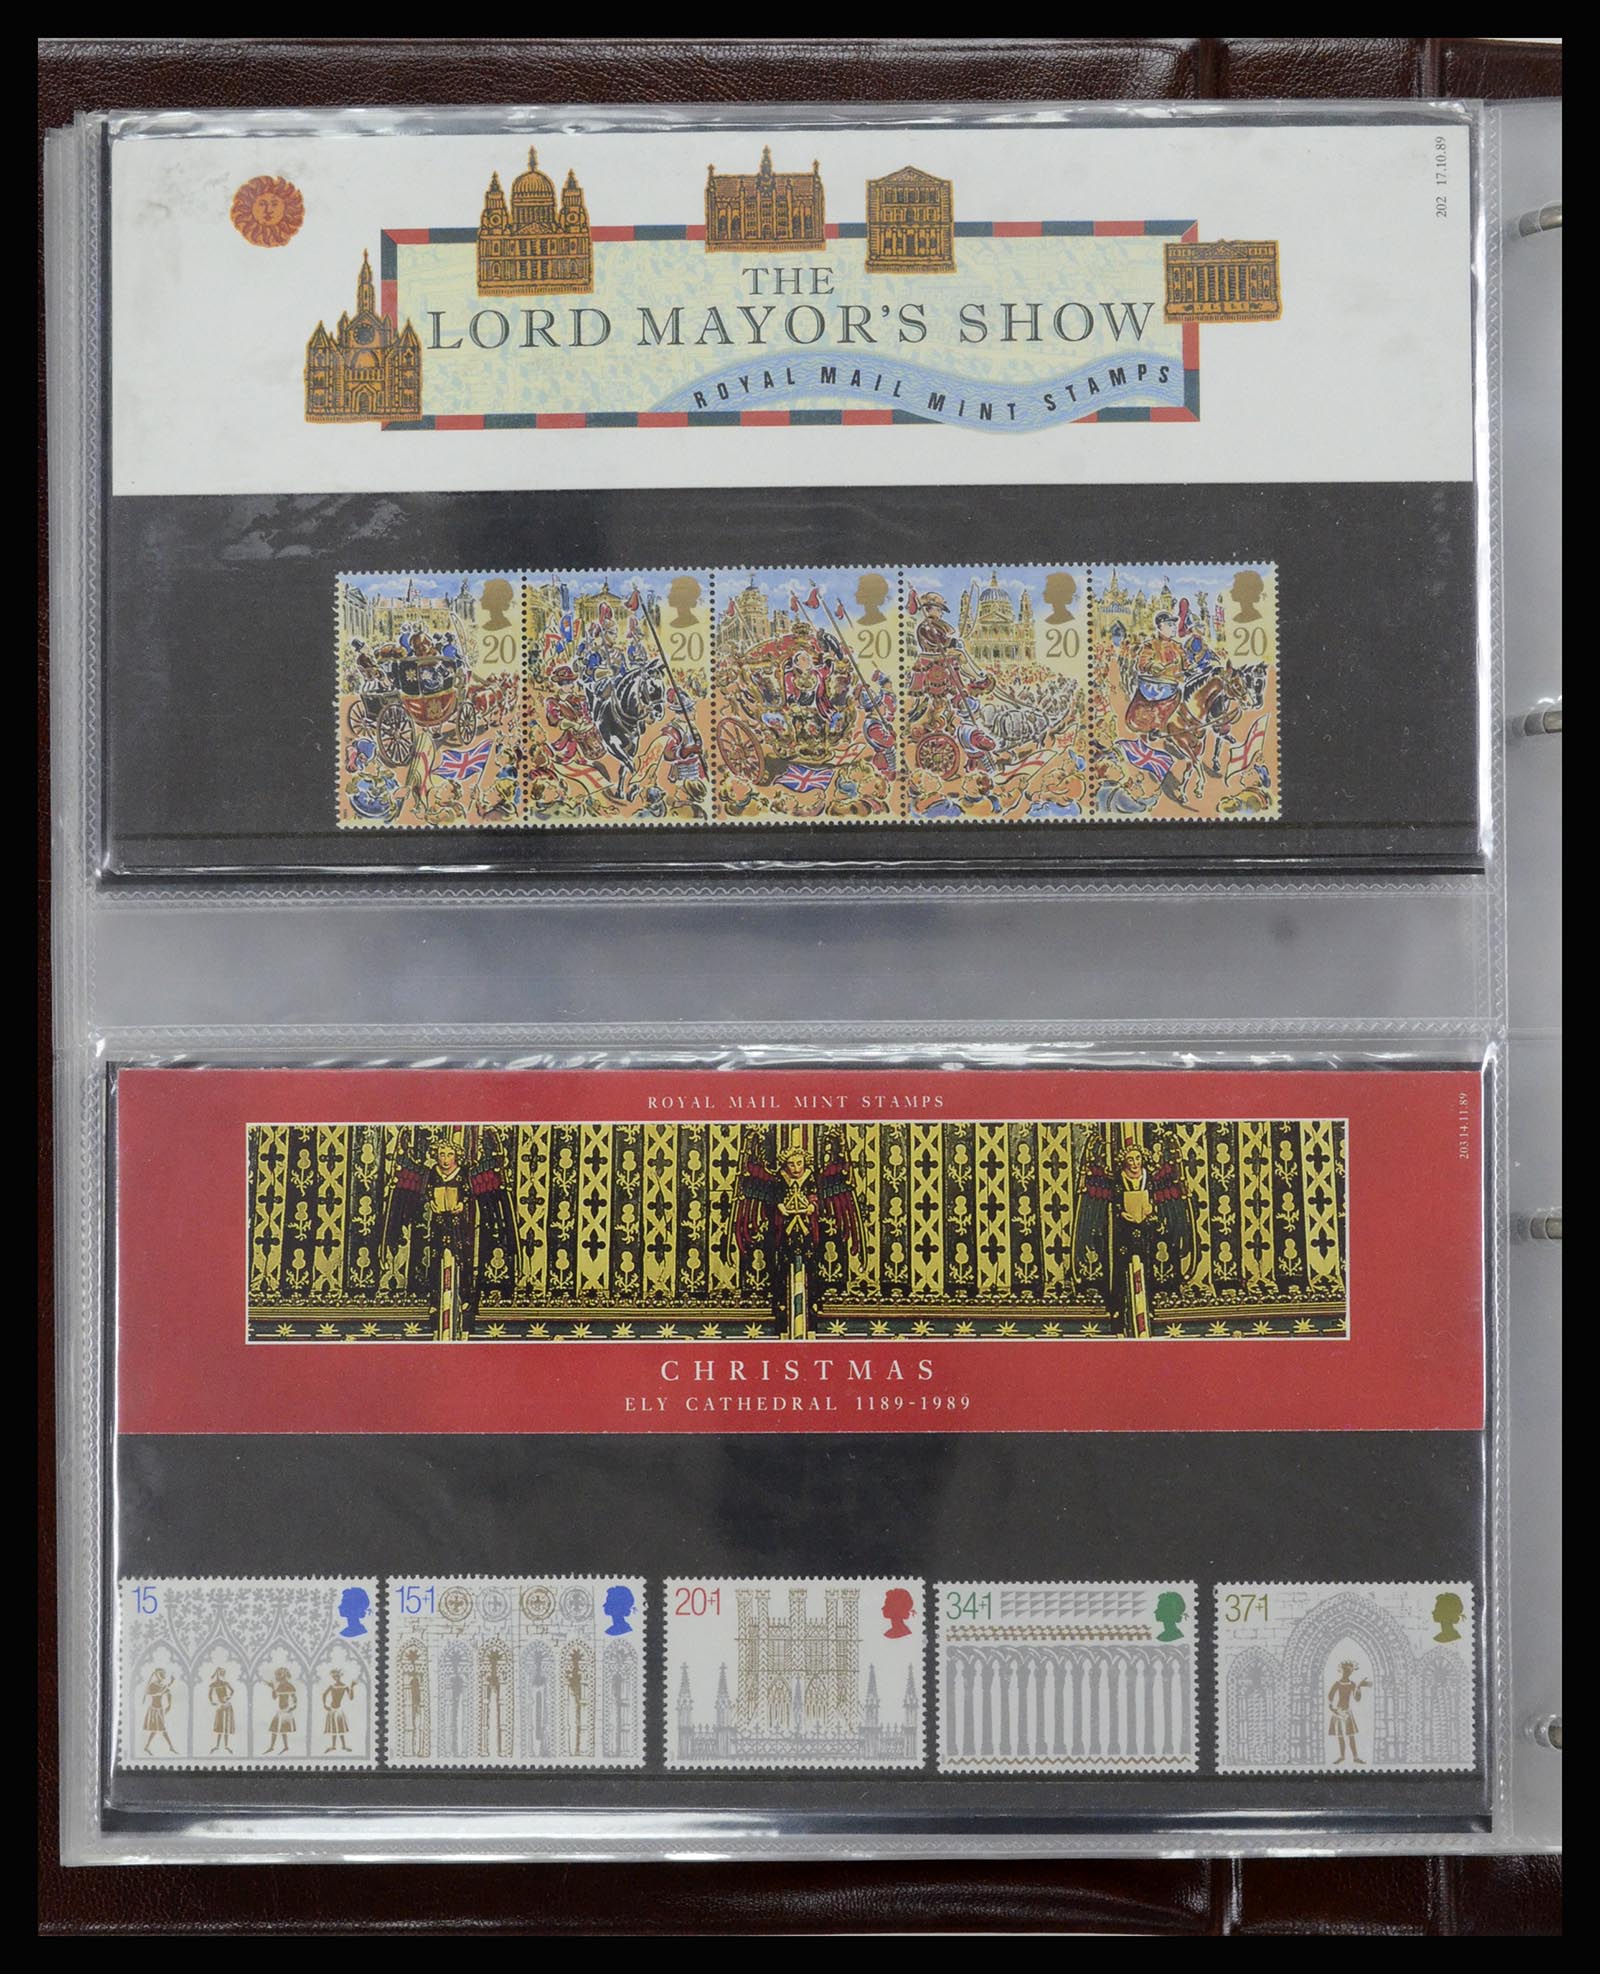 202 17.10.89
THE
LORD MAYOR'S SHOW
ROYAL MAIL MINT STAMPS
20 20 20 20 20
ROYAL MAIL MINT STAMPS
203 14.11.89
CHRISTMAS
ELY CATHEDRAL 1189-1989
15 15+1 20+1 34+1 37+1